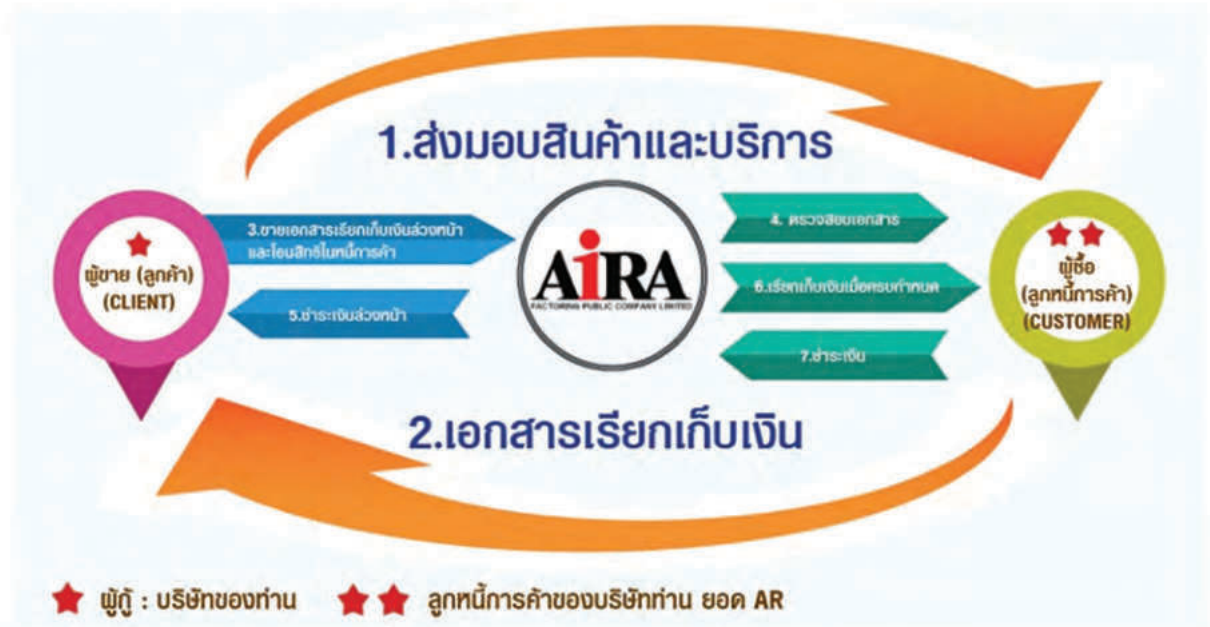 1.ส่งมอบสินค้าและบริการ
3.ขายเอกสารเรียกเก็บเงินล่วงหน้า
และโอนสิทธิในหนี้การค้า
4. ตรวจสอบเอกสาร
ผู้ขาย (ลูกค้า)
(CLIENT)
AiRA
FACTORING PUBLIC COMPANY LIMITED
ผู้ซื้อ
(ลูกหนี้การค้า)
(CUSTOMER)
5.ชำระเงินล่วงหน้า
6.เรียกเก็บเงินเมื่อครบกำหนด
7.ชำระเงิน
2.เอกสารเรียกเก็บเงิน
ผู้กู้ : บริษัทของท่าน
ลูกหนี้การค้าของบริษัทท่าน ยอด AR